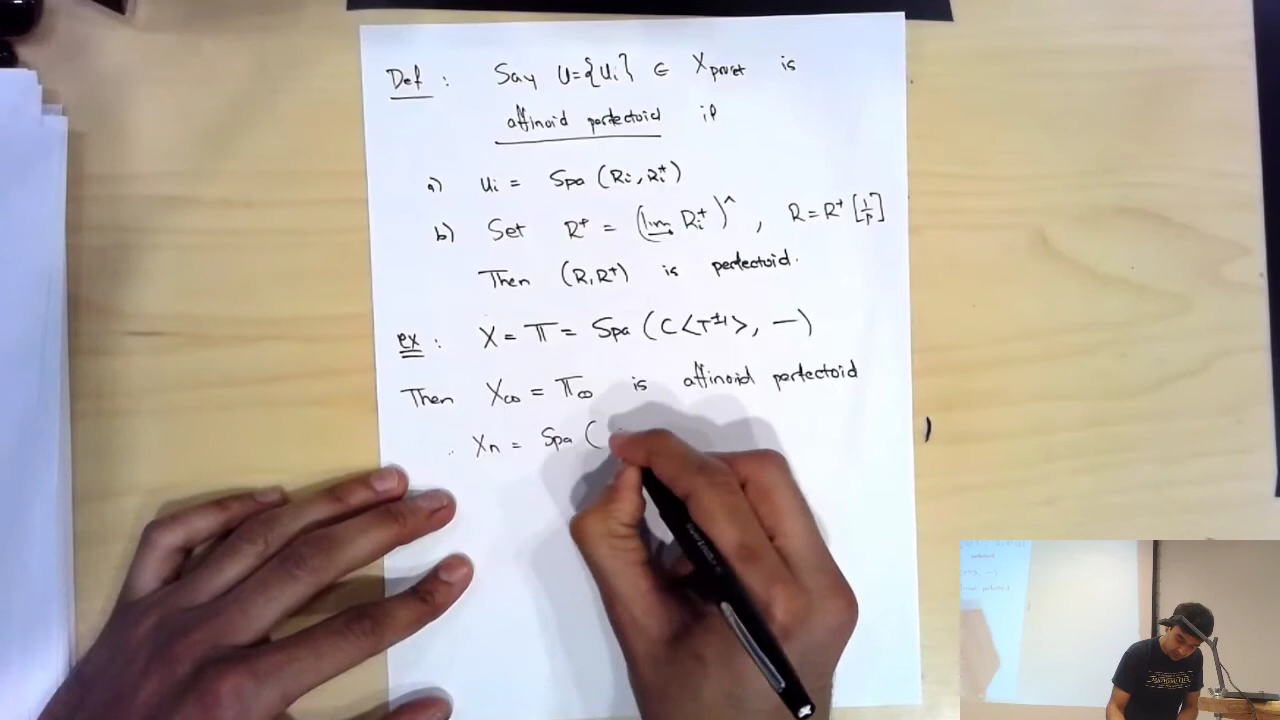 Def : Say U={Ui} ∈ Xproet is
affinoid perfectoid if
a) Ui = Spa (Ri, Ri⁺)
b) Set R⁺ = (lim→ Ri⁺)^ , R = R⁺ [1/p]
Then (R, R⁺) is perfectoid.
ex : X = 𝕋 = Spa (C<T^±1>, —)
Then X∞ = 𝕋∞ is affinoid perfectoid
Xn = Spa (